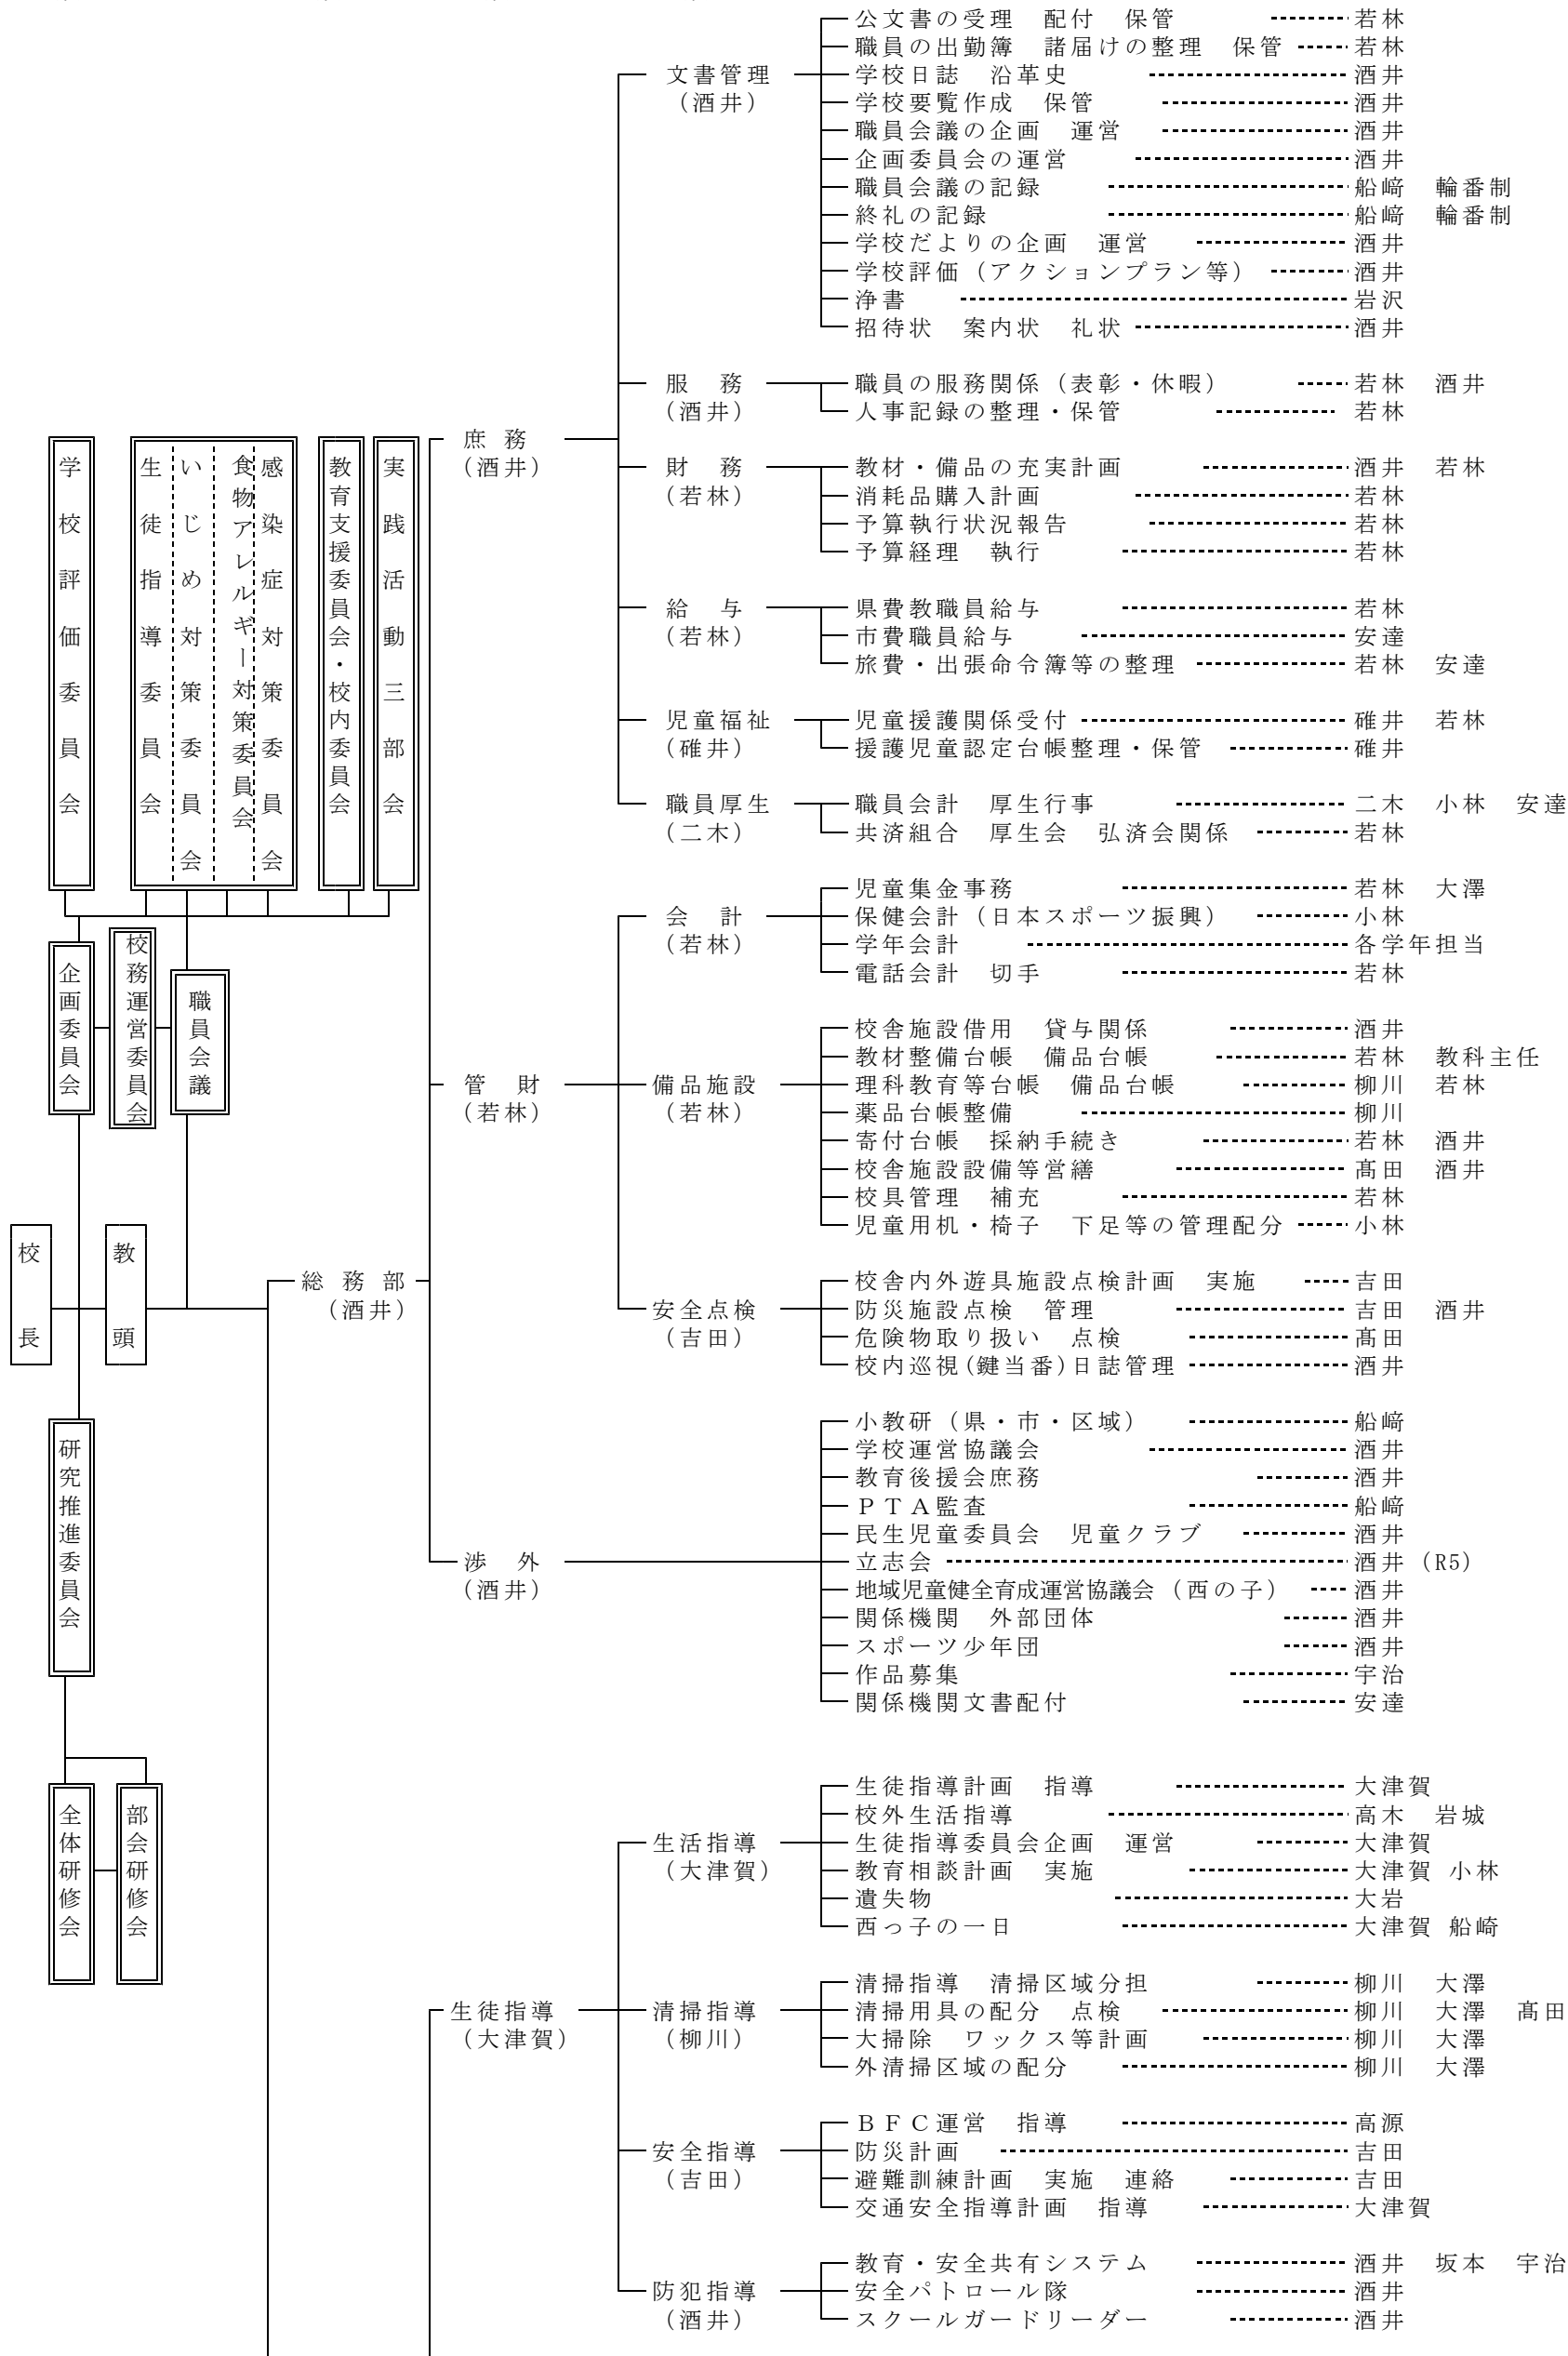 学校評価委員会
生徒指導委員会
いじめ対策委員会
食物アレルギー対策委員会
感染症対策委員会
教育支援委員会・校内委員会
実践活動三部会
企画委員会
校務運営委員会
職員会議
校長
教頭
研究推進委員会
全体研修会
部会研修会
総務部
（酒井）
庶務
（酒井）
文書管理
（酒井）
公文書の受理　配付　保管　若林
職員の出勤簿　諸届けの整理　保管　若林
学校日誌　沿革史　酒井
学校要覧作成　保管　酒井
職員会議の企画　運営　酒井
企画委員会の運営　酒井
職員会議の記録　船﨑　輪番制
終礼の記録　船﨑　輪番制
学校だよりの企画　運営　酒井
学校評価（アクションプラン等）　酒井
浄書　岩沢
招待状　案内状　礼状　酒井
服　務
（酒井）
職員の服務関係（表彰・休暇）　若林　酒井
人事記録の整理・保管　若林
財　務
（若林）
教材・備品の充実計画　酒井　若林
消耗品購入計画　若林
予算執行状況報告　若林
予算経理　執行　若林
給　与
（若林）
県費教職員給与　若林
市費職員給与　安達
旅費・出張命令簿等の整理　若林　安達
児童福祉
（碓井）
児童援護関係受付　碓井　若林
援護児童認定台帳整理・保管　碓井
職員厚生
（二木）
職員会計　厚生行事　二木　小林　安達
共済組合　厚生会　弘済会関係　若林
管　財
（若林）
会　計
（若林）
児童集金事務　若林　大澤
保健会計（日本スポーツ振興）　小林
学年会計　各学年担当
電話会計　切手　若林
備品施設
（若林）
校舎施設借用　貸与関係　酒井
教材整備台帳　備品台帳　若林　教科主任
理科教育等台帳　備品台帳　柳川　若林
薬品台帳整備　柳川
寄付台帳　採納手続き　若林　酒井
校舎施設設備等営繕　髙田　酒井
校具管理　補充　若林
児童用机・椅子　下足等の管理配分　小林
安全点検
（吉田）
校舎内外遊具施設点検計画　実施　吉田
防災施設点検　管理　吉田　酒井
危険物取り扱い　点検　髙田
校内巡視(鍵当番)日誌管理　酒井
渉　外
（酒井）
小教研（県・市・区域）　船﨑
学校運営協議会　酒井
教育後援会庶務　酒井
ＰＴＡ監査　船﨑
民生児童委員会　児童クラブ　酒井
立志会　酒井（R5）
地域児童健全育成運営協議会（西の子）　酒井
関係機関　外部団体　酒井
スポーツ少年団　酒井
作品募集　宇治
関係機関文書配付　安達
生徒指導
（大津賀）
生活指導
（大津賀）
生徒指導計画　指導　大津賀
校外生活指導　高木　岩城
生徒指導委員会企画　運営　大津賀
教育相談計画　実施　大津賀 小林
遺失物　大岩
西っ子の一日　大津賀 船崎
清掃指導
（柳川）
清掃指導　清掃区域分担　柳川　大澤
清掃用具の配分　点検　柳川　大澤　髙田
大掃除　ワックス等計画　柳川　大澤
外清掃区域の配分　柳川　大澤
安全指導
（吉田）
ＢＦＣ運営　指導　高源
防災計画　吉田
避難訓練計画　実施　連絡　吉田
交通安全指導計画　指導　大津賀
防犯指導
（酒井）
教育・安全共有システム　酒井　坂本　宇治
安全パトロール隊　酒井
スクールガードリーダー　酒井